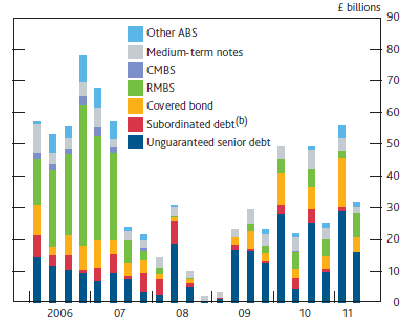 £ billions
90
Other ABS
80
Medium-term notes
CMBS
70
RMBS
Covered bond
60
Subordinated debt(b)
Unguaranteed senior debt
50
40
30
20
10
0
2006 07 08 09 10 11